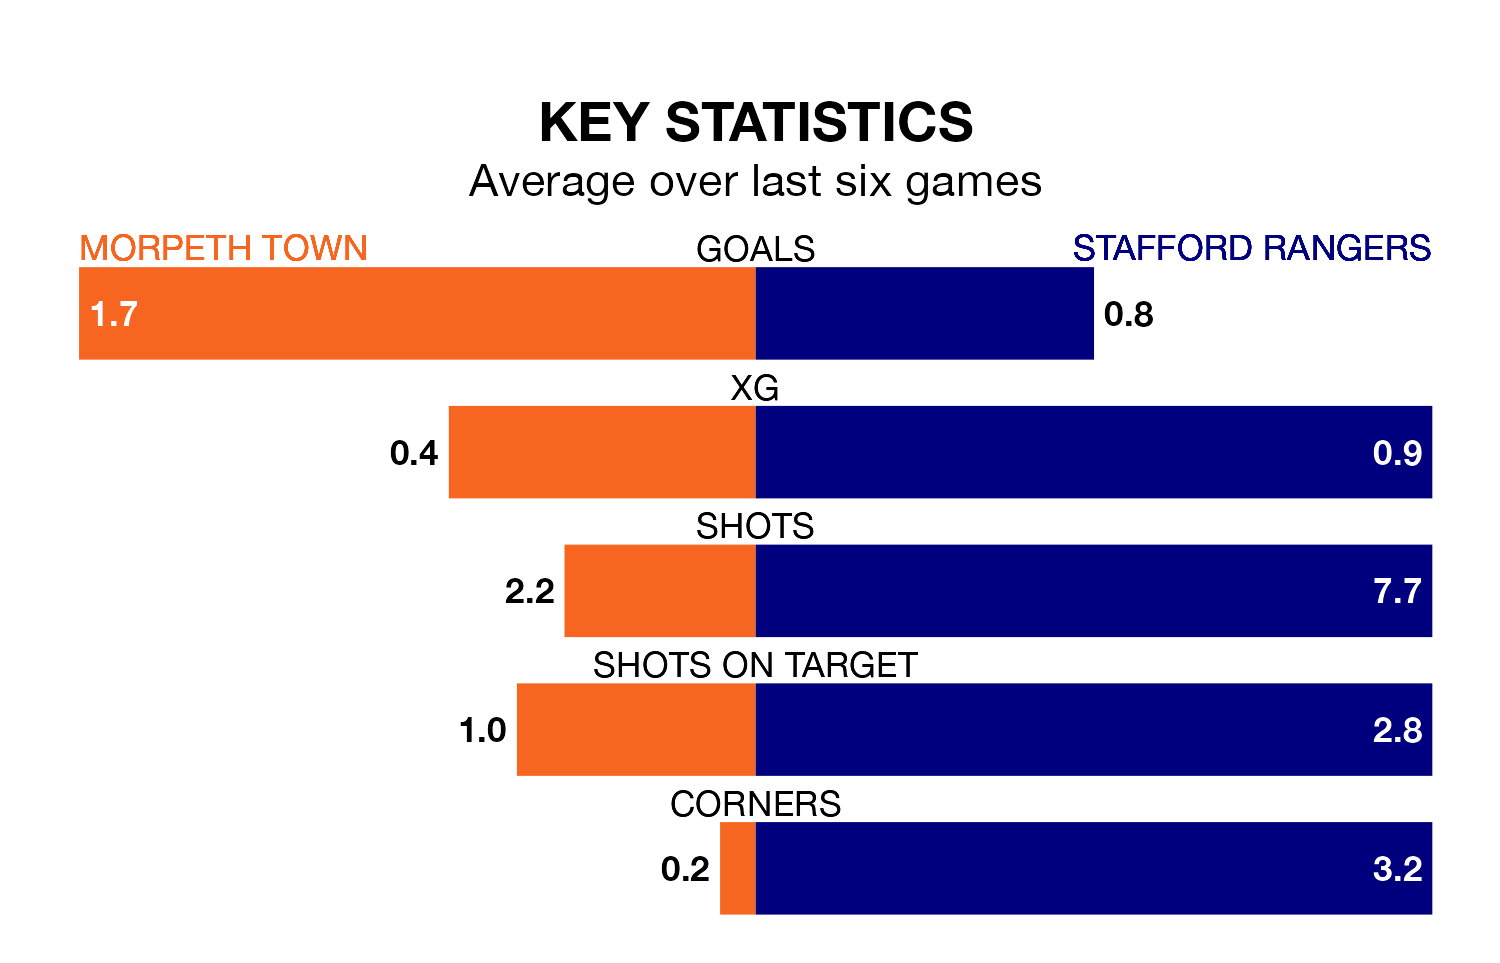 KEY STATISTICS
Average over last six games
MORPETH TOWN GOALS STAFFORD RANGERS
1.7 0.8
XG
0.4 0.9
SHOTS
2.2 7.7
SHOTS ON TARGET
1.0 2.8
CORNERS
0.2 3.2